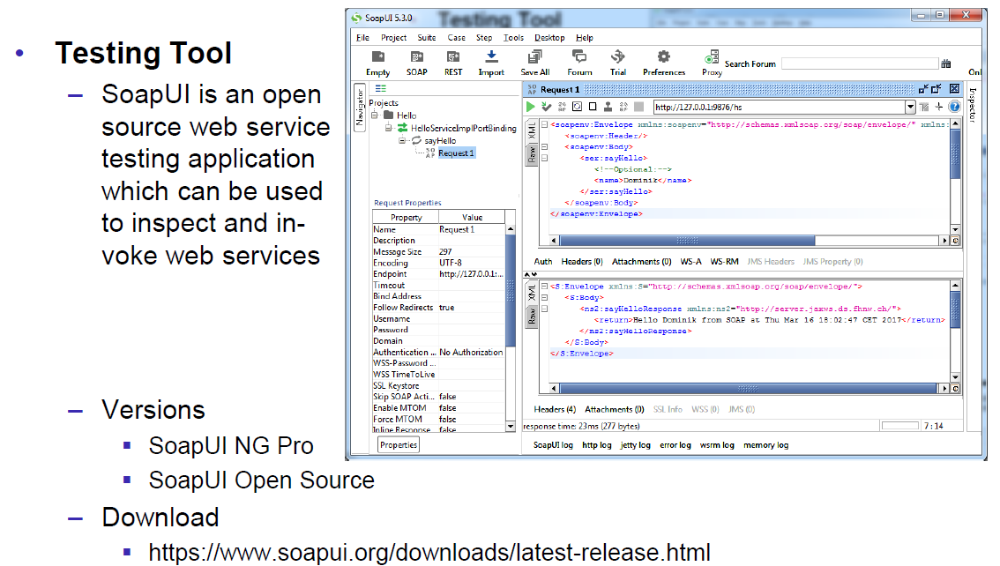 • Testing Tool
– SoapUI is an open
source web service
testing application
which can be used
to inspect and in-
voke web services
– Versions
▪ SoapUI NG Pro
▪ SoapUI Open Source
– Download
▪ https://www.soapui.org/downloads/latest-release.html
SoapUI 5.3.0
Testing Tool
File Project Suite Case Step Tools Desktop Help
Empty SOAP REST Import Save All Forum Trial Preferences Proxy Search Forum Onl
Navigator
Projects
Hello
HelloServiceImplPortBinding
sayHello
Request 1
Request Properties
Property Value
Name Request 1
Description
Message Size 297
Encoding UTF-8
Endpoint http://127.0.0.1:...
Timeout
Bind Address
Follow Redirects true
Username
Password
Domain
Authentication ... No Authorization
WSS-Password ...
WSS TimeToLive
SSL Keystore
Skip SOAP Acti... false
Enable MTOM false
Force MTOM false
Inline Response false
Properties
Request 1
http://127.0.0.1:9876/hs
Inspector
XML
Raw
<soapenv:Envelope xmlns:soapenv="http://schemas.xmlsoap.org/soap/envelope/" xmlns:
<soapenv:Header/>
<soapenv:Body>
<ser:sayHello>
<!--Optional:-->
<name>Dominik</name>
</ser:sayHello>
</soapenv:Body>
</soapenv:Envelope>
Auth Headers (0) Attachments (0) WS-A WS-RM JMS Headers JMS Property (0)
XML
Raw
<S:Envelope xmlns:S="http://schemas.xmlsoap.org/soap/envelope/">
<S:Body>
<ns2:sayHelloResponse xmlns:ns2="http://server.jaxws.ds.fhnw.ch/">
<return>Hello Dominik from SOAP at Thu Mar 16 18:02:47 CET 2017</return>
</ns2:sayHelloResponse>
</S:Body>
</S:Envelope>
Headers (4) Attachments (0) SSL Info WSS (0) JMS (0)
response time: 23ms (277 bytes) 7:14
SoapUI log http log jetty log error log wsrm log memory log